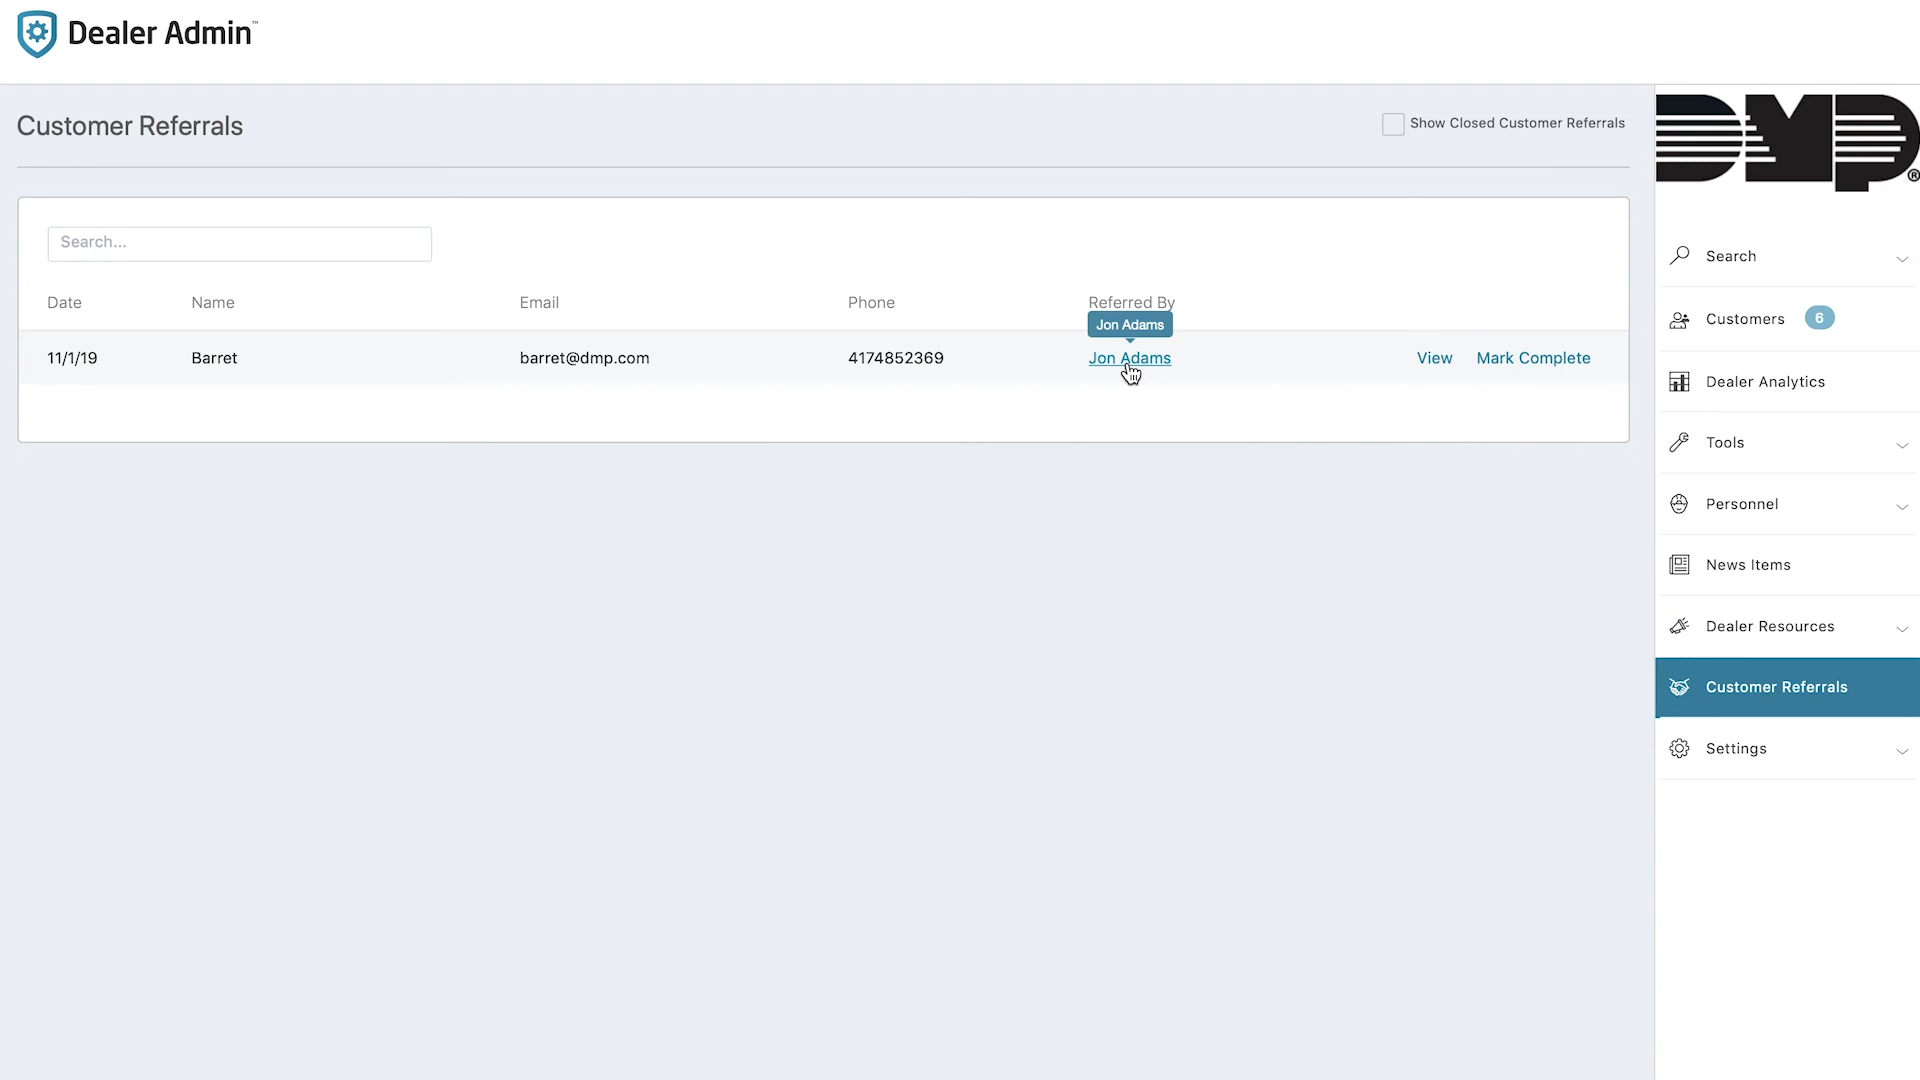 Dealer Admin™
Customer Referrals
Show Closed Customer Referrals
Search...
Date Name Email Phone Referred By
Jon Adams
11/1/19 Barret barret@dmp.com 4174852369 Jon Adams View Mark Complete
DMP®
Search
Customers 6
Dealer Analytics
Tools
Personnel
News Items
Dealer Resources
Customer Referrals
Settings